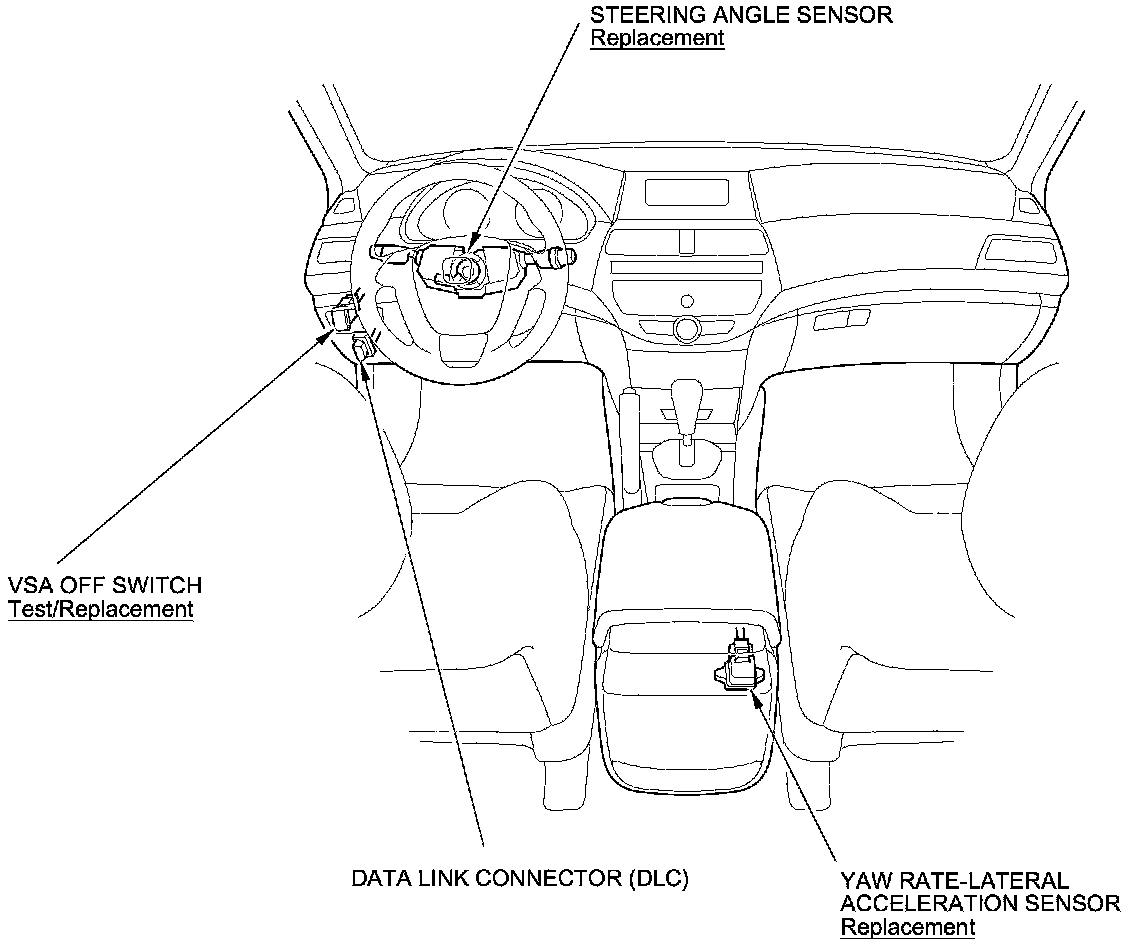 STEERING ANGLE SENSOR
Replacement
VSA OFF SWITCH
Test/Replacement
DATA LINK CONNECTOR (DLC)
YAW RATE-LATERAL
ACCELERATION SENSOR
Replacement